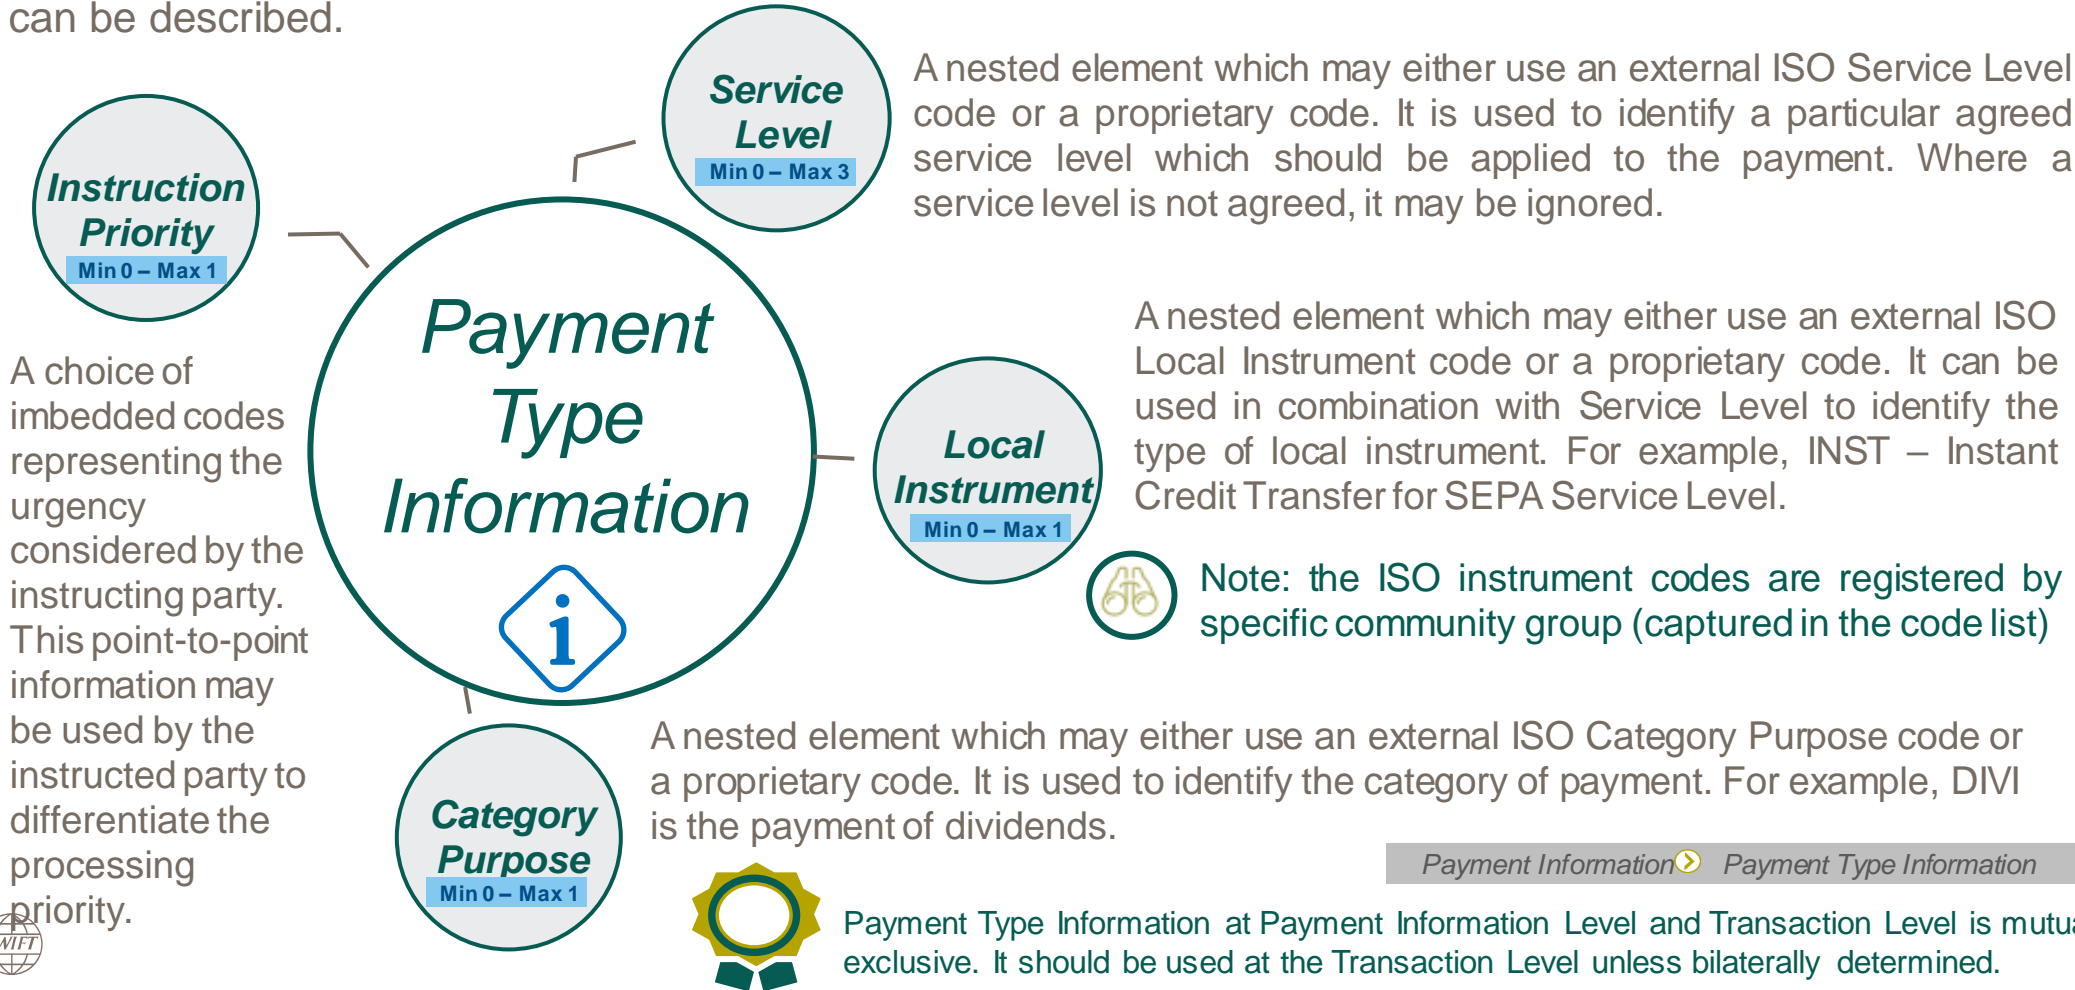 can be described.
Service
Level
Min 0 – Max 3
A nested element which may either use an external ISO Service Level
code or a proprietary code. It is used to identify a particular agreed
service level which should be applied to the payment. Where a
service level is not agreed, it may be ignored.
Instruction
Priority
Min 0 – Max 1
A choice of
imbedded codes
representing the
urgency
considered by the
instructing party.
This point-to-point
information may
be used by the
instructed party to
differentiate the
processing
priority.
Payment
Type
Information
i
Local
Instrument
Min 0 – Max 1
A nested element which may either use an external ISO
Local Instrument code or a proprietary code. It can be
used in combination with Service Level to identify the
type of local instrument. For example, INST – Instant
Credit Transfer for SEPA Service Level.
Note: the ISO instrument codes are registered by
specific community group (captured in the code list)
Category
Purpose
Min 0 – Max 1
A nested element which may either use an external ISO Category Purpose code or
a proprietary code. It is used to identify the category of payment. For example, DIVI
is the payment of dividends.
Payment Information Payment Type Information
Payment Type Information at Payment Information Level and Transaction Level is mutua
exclusive. It should be used at the Transaction Level unless bilaterally determined.